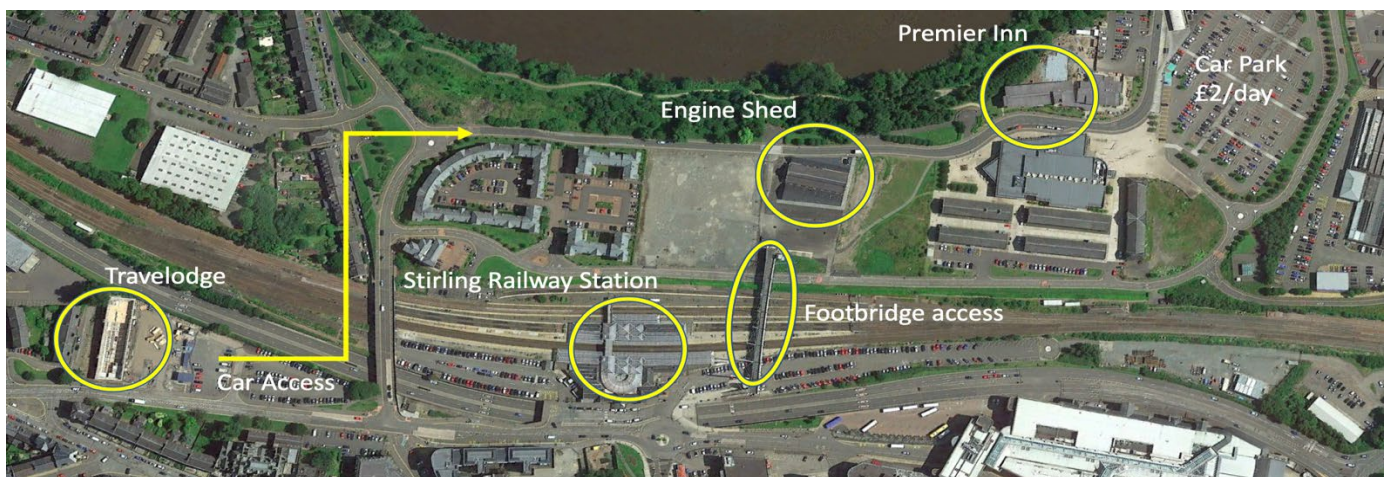 Premier Inn
Car Park
£2/day
Engine Shed
Travelodge
Stirling Railway Station
Footbridge access
Car Access